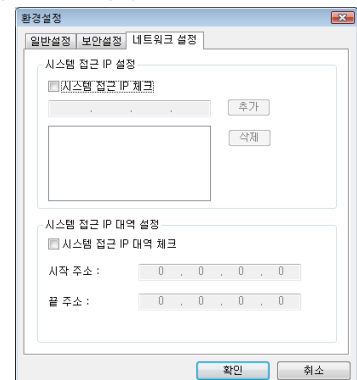 환경설정
일반설정 보안설정 네트워크 설정
시스템 접근 IP 설정
시스템 접근 IP 체크
. . . 추가
삭제
시스템 접근 IP 대역 설정
시스템 접근 IP 대역 체크
시작 주소 : 0 . 0 . 0 . 0
끝 주소 : 0 . 0 . 0 . 0
확인 취소